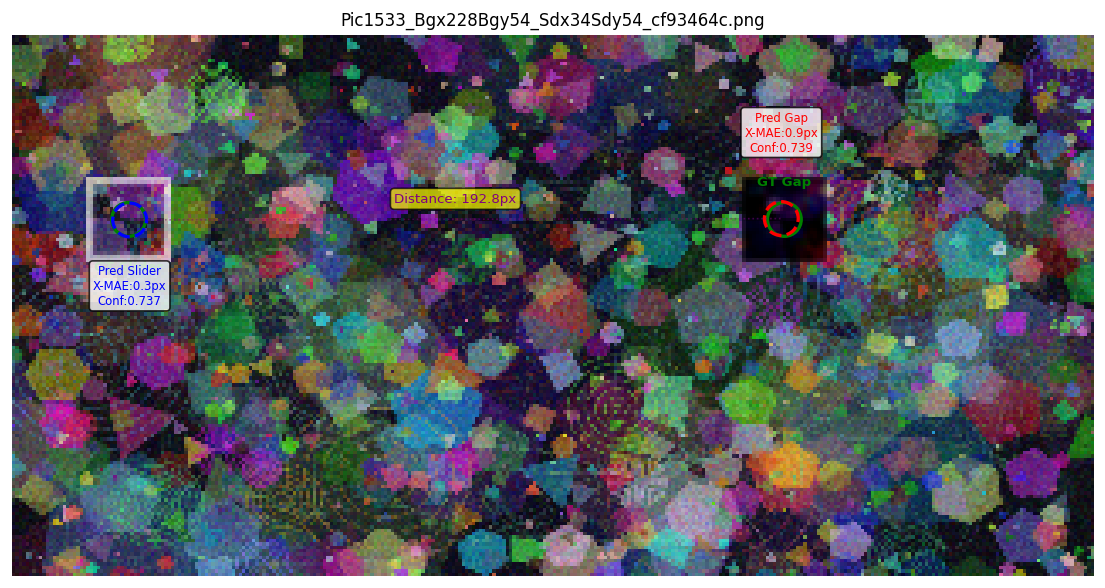 Pic1533_Bgx228Bgy54_Sdx34Sdy54_cf93464c.png
Pred Gap
X-MAE:0.9px
Conf:0.739
GT Gap
Distance: 192.8px
Pred Slider
X-MAE:0.3px
Conf:0.737